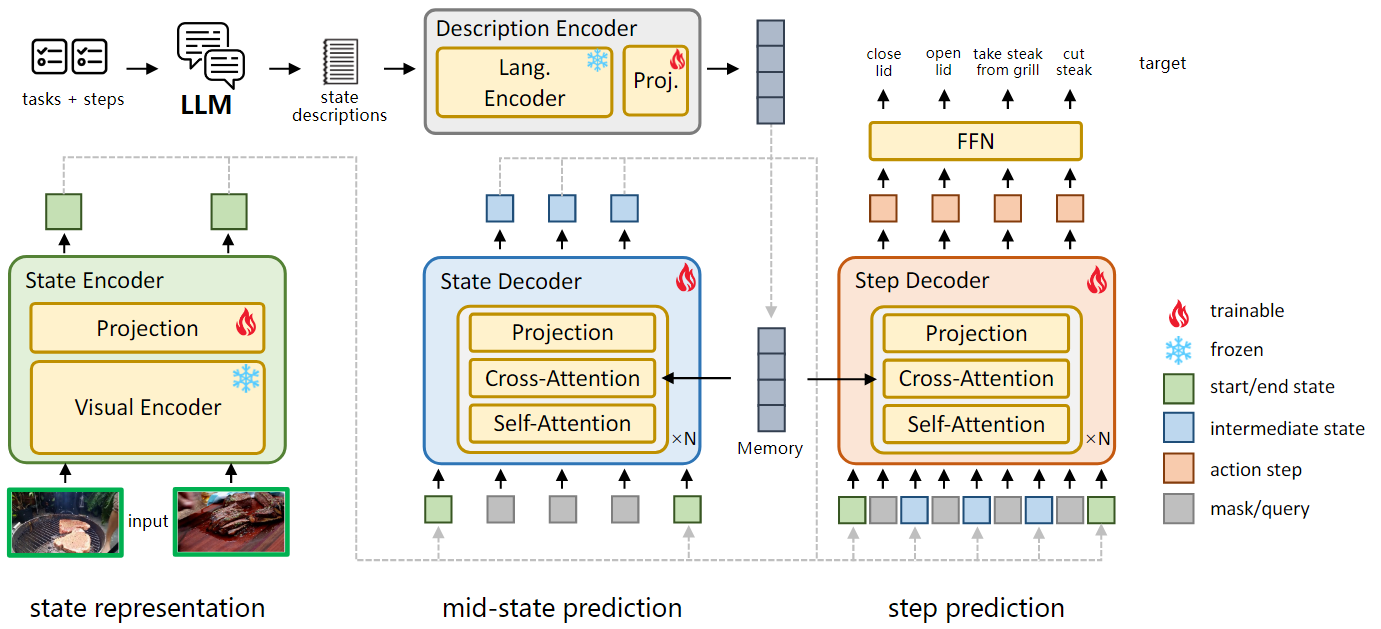 tasks + steps
LLM
state
descriptions
Description Encoder
Lang.
Encoder
Proj.
close
lid
open
lid
take steak
from grill
cut
steak
target
FFN
State Encoder
Projection
Visual Encoder
input
State Decoder
Projection
Cross-Attention
Self-Attention
×N
Memory
Step Decoder
Projection
Cross-Attention
Self-Attention
×N
trainable
frozen
start/end state
intermediate state
action step
mask/query
state representation
mid-state prediction
step prediction